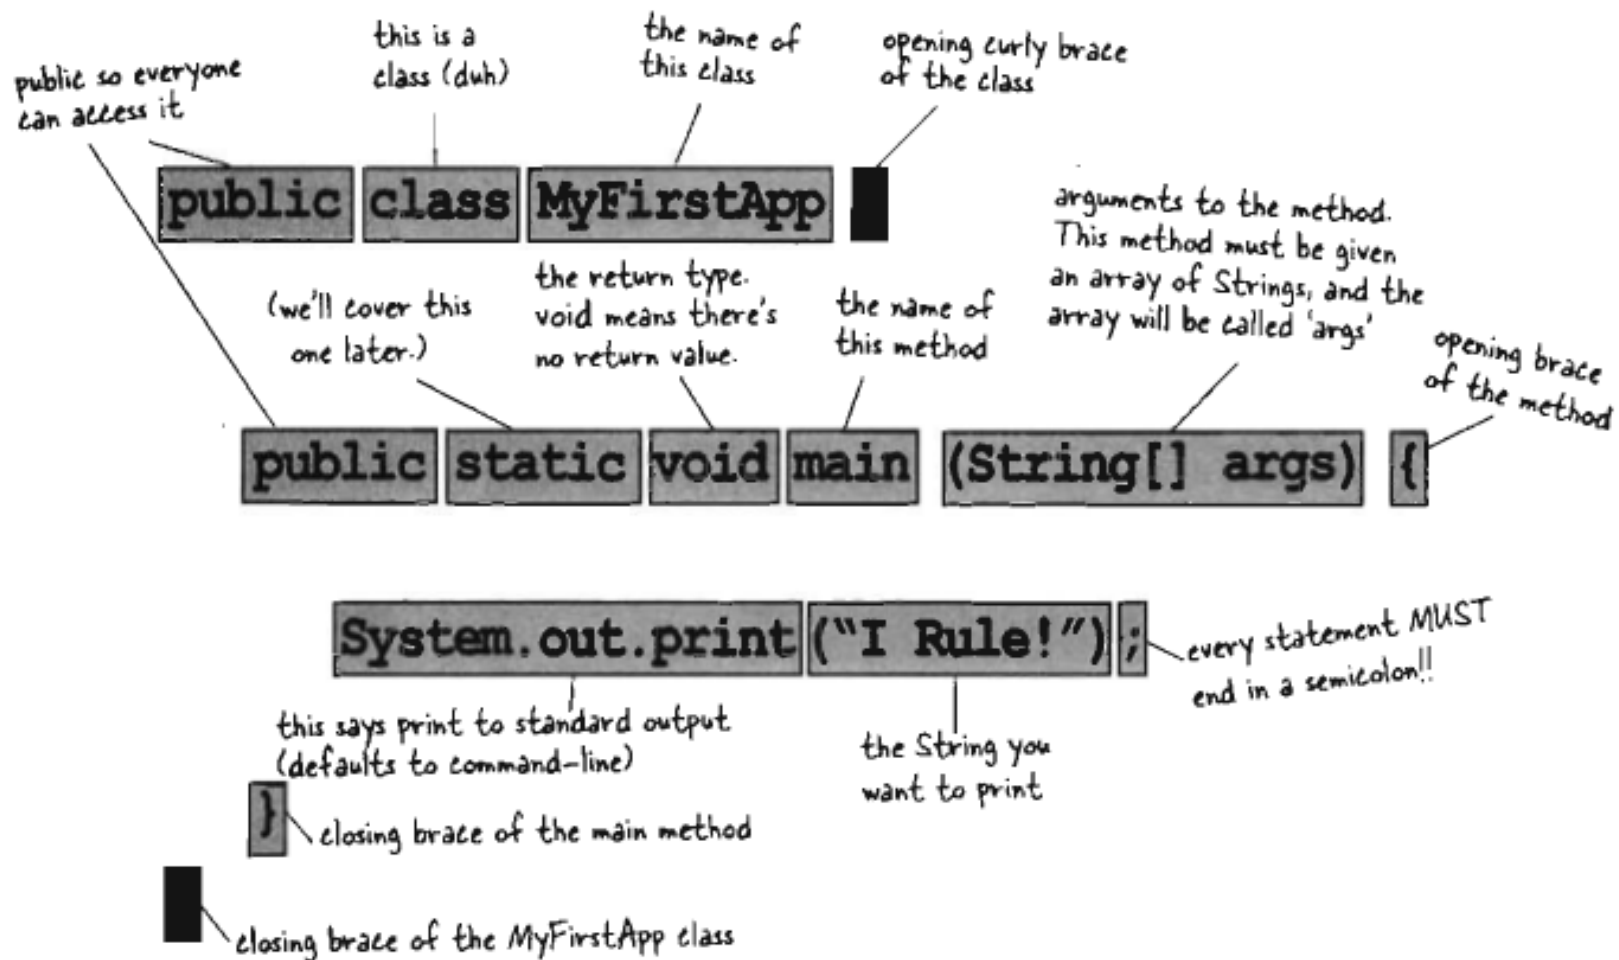 public so everyone
can access it
this is a
class (duh)
the name of
this class
opening curly brace
of the class
public class MyFirstApp
(we'll cover this
one later.)
the return type.
void means there's
no return value.
the name of
this method
arguments to the method.
This method must be given
an array of Strings, and the
array will be called 'args'
opening brace
of the method
public static void main (String[] args) {
System.out.print("I Rule!");
every statement MUST
end in a semicolon!!
this says print to standard output
(defaults to command-line)
the String you
want to print
}
closing brace of the main method
closing brace of the MyFirstApp class